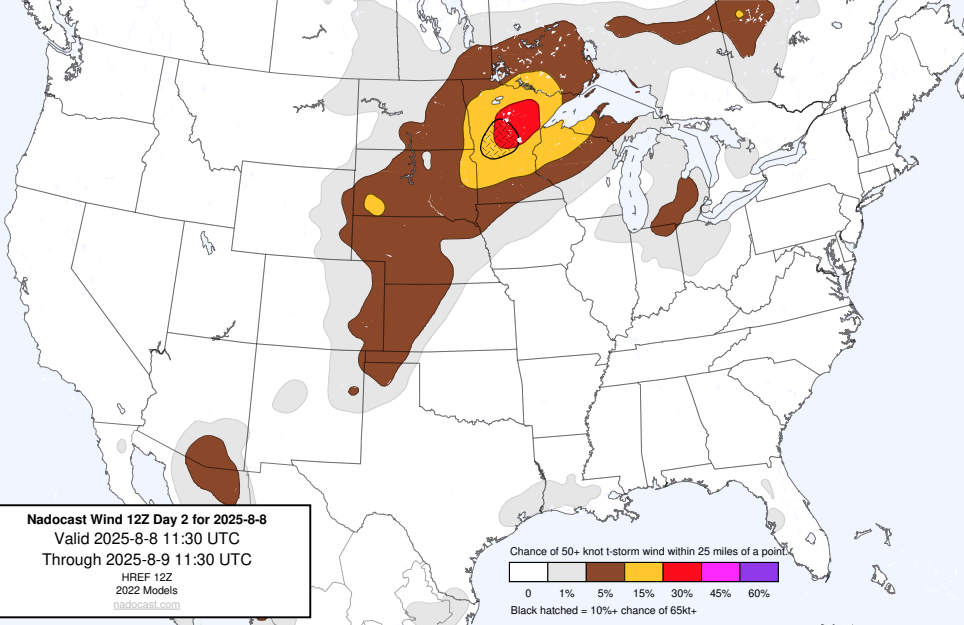 Nadocast Wind 12Z Day 2 for 2025-8-8
Valid 2025-8-8 11:30 UTC
Through 2025-8-9 11:30 UTC
HREF 12Z
2022 Models
nadocast.com
Chance of 50+ knot t-storm wind within 25 miles of a point.
0 1% 5% 15% 30% 45% 60%
Black hatched = 10%+ chance of 65kt+